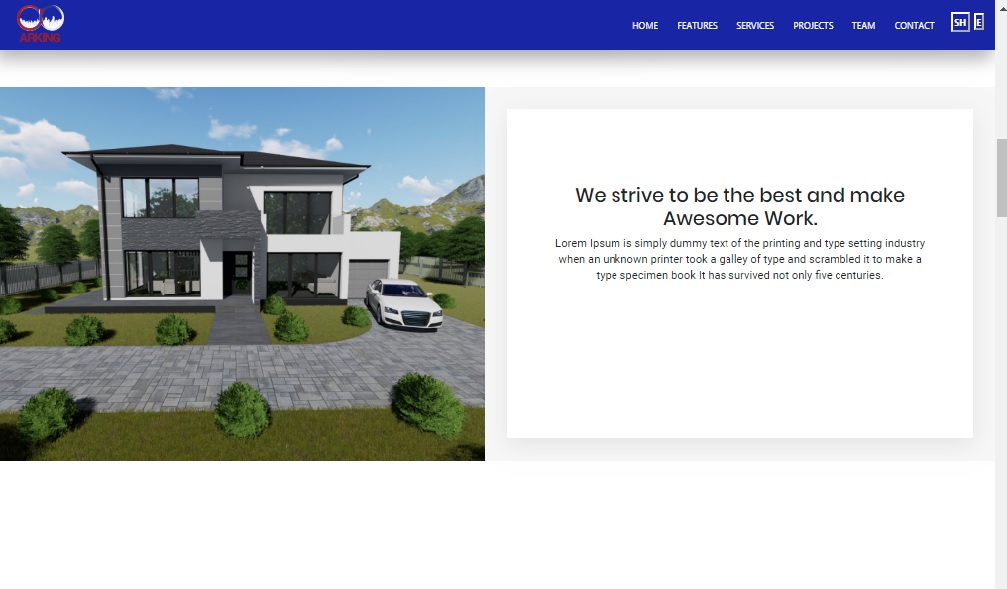 ARKING
HOME FEATURES SERVICES PROJECTS TEAM CONTACT SH E
We strive to be the best and make
Awesome Work.
Lorem Ipsum is simply dummy text of the printing and type setting industry
when an unknown printer took a galley of type and scrambled it to make a
type specimen book It has survived not only five centuries.